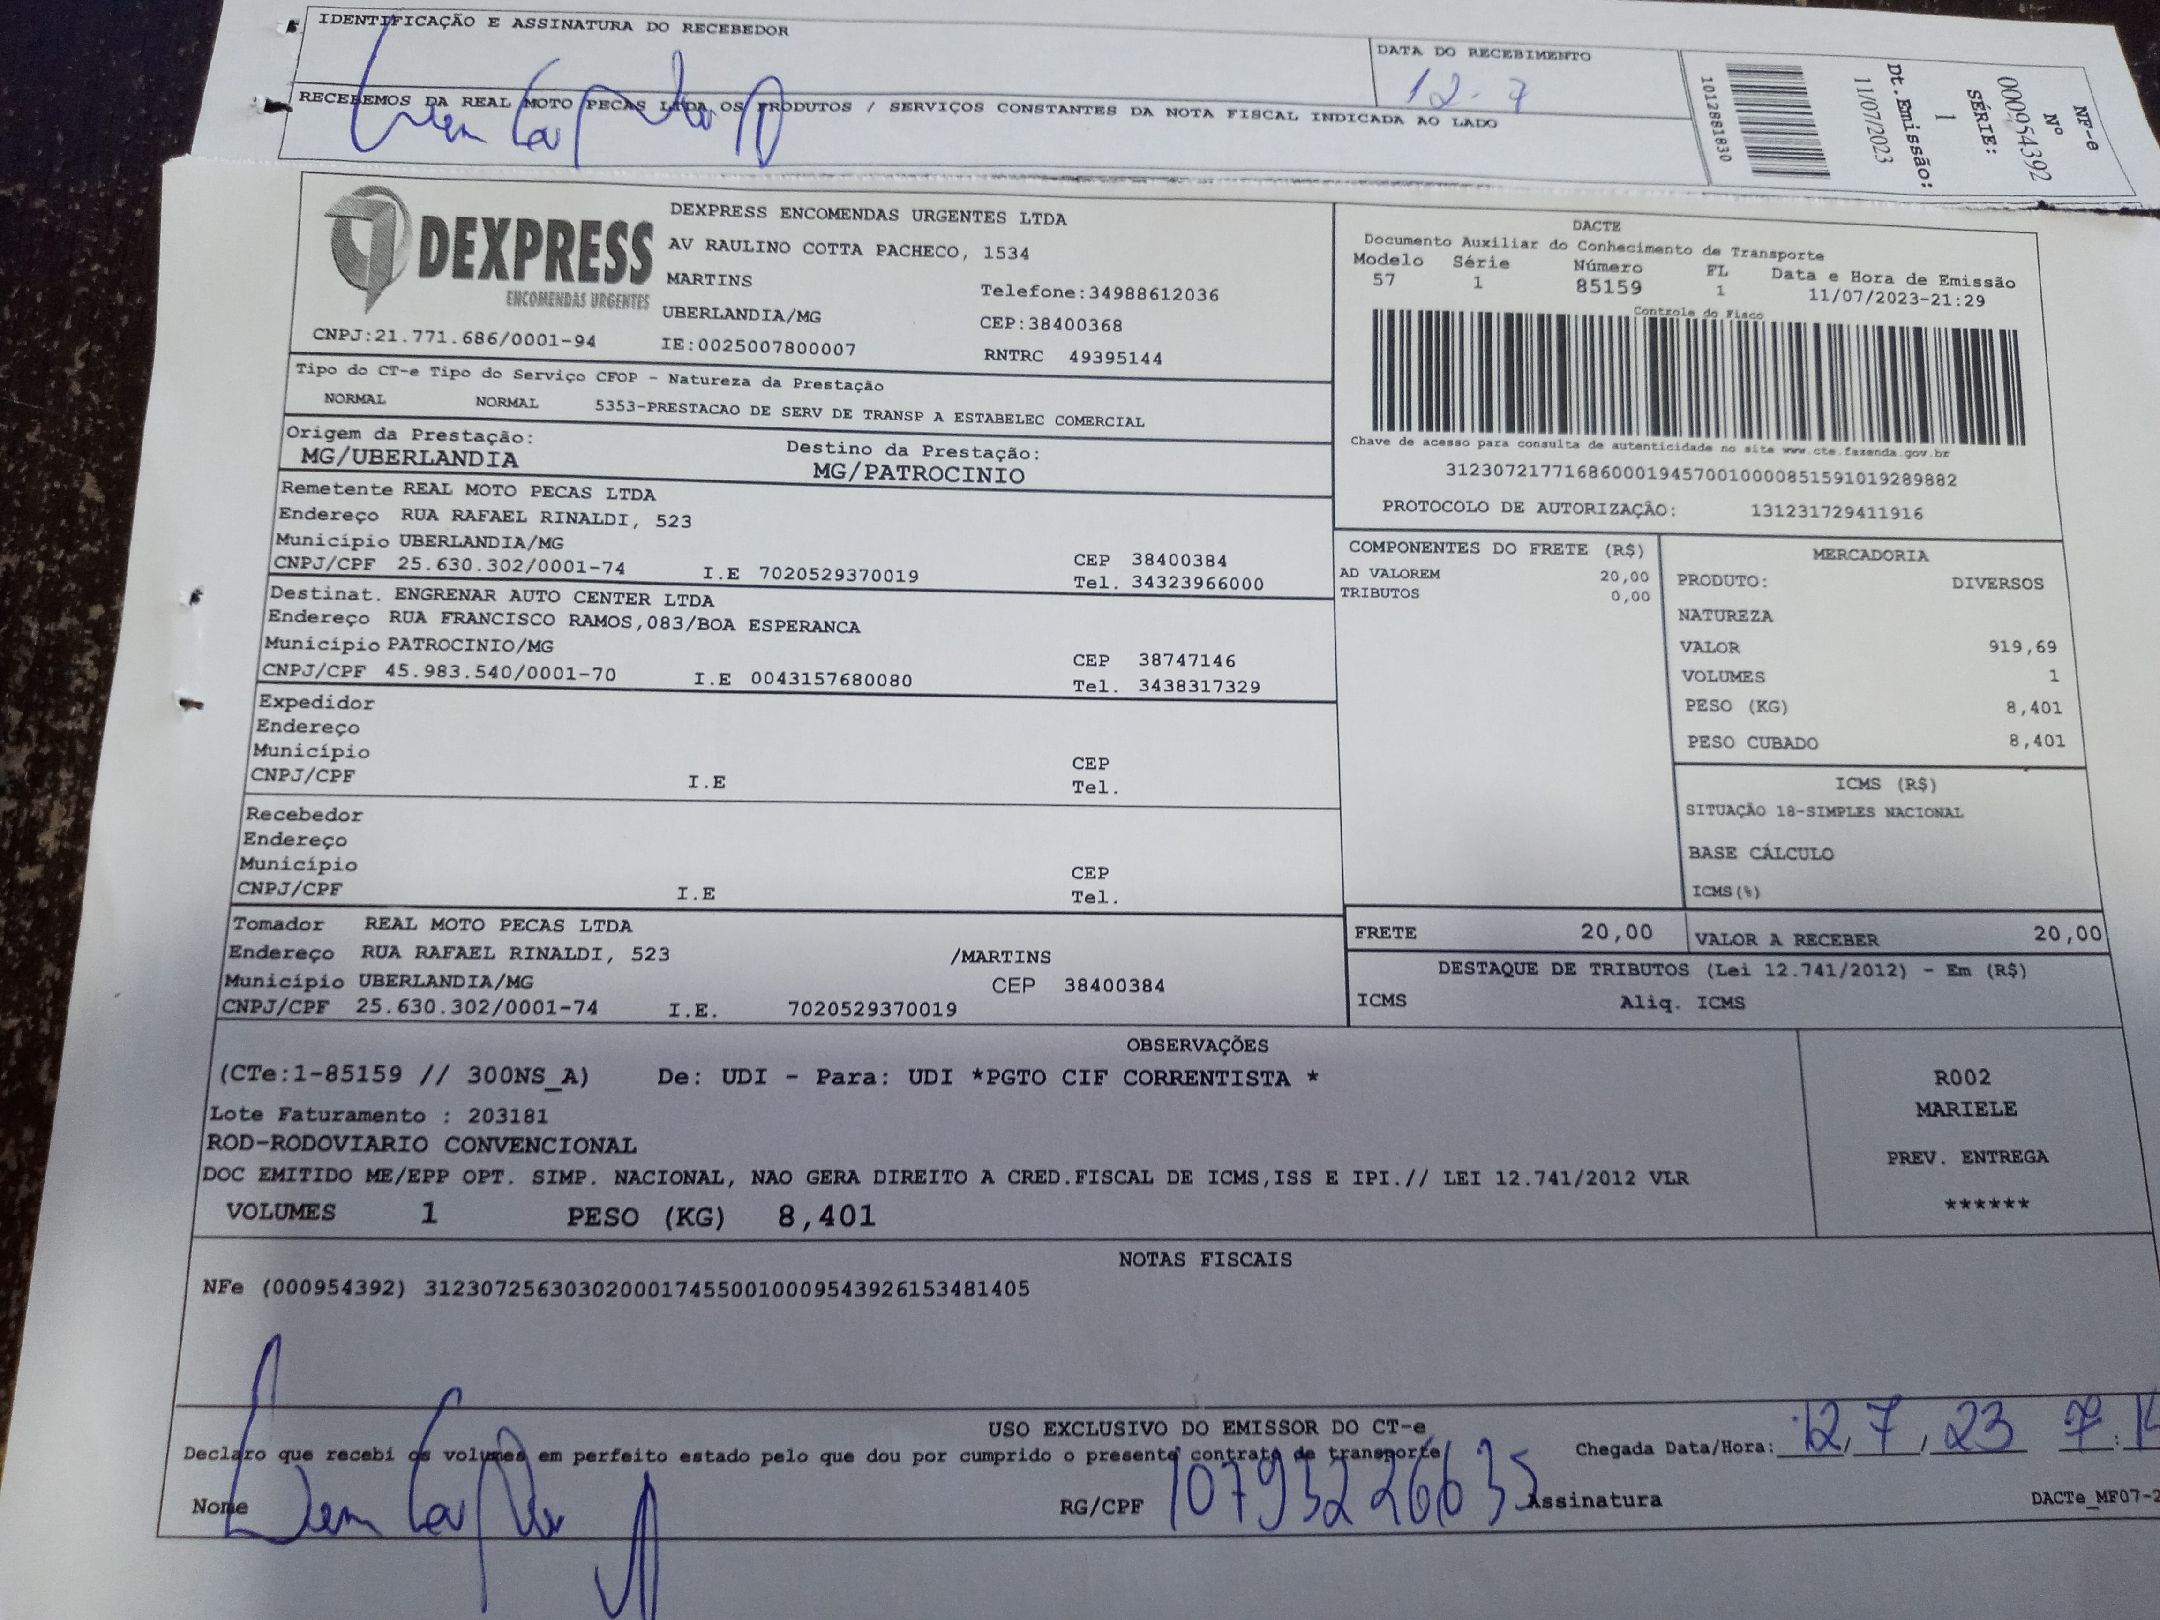 IDENTIFICAÇÃO E ASSINATURA DO RECEBEDOR
DATA DO RECEBIMENTO
12-7
RECEBEMOS DA REAL MOTO PECAS LTDA OS PRODUTOS / SERVIÇOS CONSTANTES DA NOTA FISCAL INDICADA AO LADO
1012881830
NF-e
Nº
000954392
SÉRIE:
1
Dt. Emissão:
11/07/2023
DEXPRESS
ENCOMENDAS URGENTES
CNPJ:21.771.686/0001-94
DEXPRESS ENCOMENDAS URGENTES LTDA
AV RAULINO COTTA PACHECO, 1534
MARTINS
Telefone:34988612036
UBERLANDIA/MG
CEP:38400368
IE:0025007800007
RNTRC 49395144
DACTE
Documento Auxiliar do Conhecimento de Transporte
Modelo Série Número FL Data e Hora de Emissão
57 1 85159 1 11/07/2023-21:29
Controle do Fisco
Chave de acesso para consulta de autenticidade no site www.cte.fazenda.gov.br
31230721771686000194570010000851591019289882
PROTOCOLO DE AUTORIZAÇÃO: 131231729411916
Tipo do CT-e Tipo do Serviço CFOP - Natureza da Prestação
NORMAL NORMAL 5353-PRESTACAO DE SERV DE TRANSP A ESTABELEC COMERCIAL
Origem da Prestação: Destino da Prestação:
MG/UBERLANDIA MG/PATROCINIO
Remetente REAL MOTO PECAS LTDA
Endereço RUA RAFAEL RINALDI, 523
Município UBERLANDIA/MG CEP 38400384
CNPJ/CPF 25.630.302/0001-74 I.E 7020529370019 Tel. 34323966000
Destinat. ENGRENAR AUTO CENTER LTDA
Endereço RUA FRANCISCO RAMOS,083/BOA ESPERANCA
Município PATROCINIO/MG CEP 38747146
CNPJ/CPF 45.983.540/0001-70 I.E 0043157680080 Tel. 3438317329
Expedidor
Endereço
Município CEP
CNPJ/CPF I.E Tel.
Recebedor
Endereço
Município CEP
CNPJ/CPF I.E Tel.
Tomador REAL MOTO PECAS LTDA
Endereço RUA RAFAEL RINALDI, 523 /MARTINS
Município UBERLANDIA/MG CEP 38400384
CNPJ/CPF 25.630.302/0001-74 I.E. 7020529370019
COMPONENTES DO FRETE (R$)
AD VALOREM 20,00
TRIBUTOS 0,00
MERCADORIA
PRODUTO: DIVERSOS
NATUREZA
VALOR 919,69
VOLUMES 1
PESO (KG) 8,401
PESO CUBADO 8,401
ICMS (R$)
SITUAÇÃO 18-SIMPLES NACIONAL
BASE CÁLCULO
ICMS(%)
FRETE 20,00 VALOR A RECEBER 20,00
DESTAQUE DE TRIBUTOS (Lei 12.741/2012) - Em (R$)
ICMS Aliq. ICMS
OBSERVAÇÕES
(CTe:1-85159 // 300NS_A) De: UDI - Para: UDI *PGTO CIF CORRENTISTA *
Lote Faturamento : 203181
ROD-RODOVIARIO CONVENCIONAL
DOC EMITIDO ME/EPP OPT. SIMP. NACIONAL, NAO GERA DIREITO A CRED.FISCAL DE ICMS,ISS E IPI.// LEI 12.741/2012 VLR
VOLUMES 1 PESO (KG) 8,401
R002
MARIELE
PREV. ENTREGA
******
NOTAS FISCAIS
NFe (000954392) 31230725630302000174550010009543926153481405
USO EXCLUSIVO DO EMISSOR DO CT-e
Declaro que recebi os volumes em perfeito estado pelo que dou por cumprido o presente contrato de transporte
Chegada Data/Hora: 12, 7, 23 7:
Nome RG/CPF 10793226635 Assinatura
DACTe_MF07-2